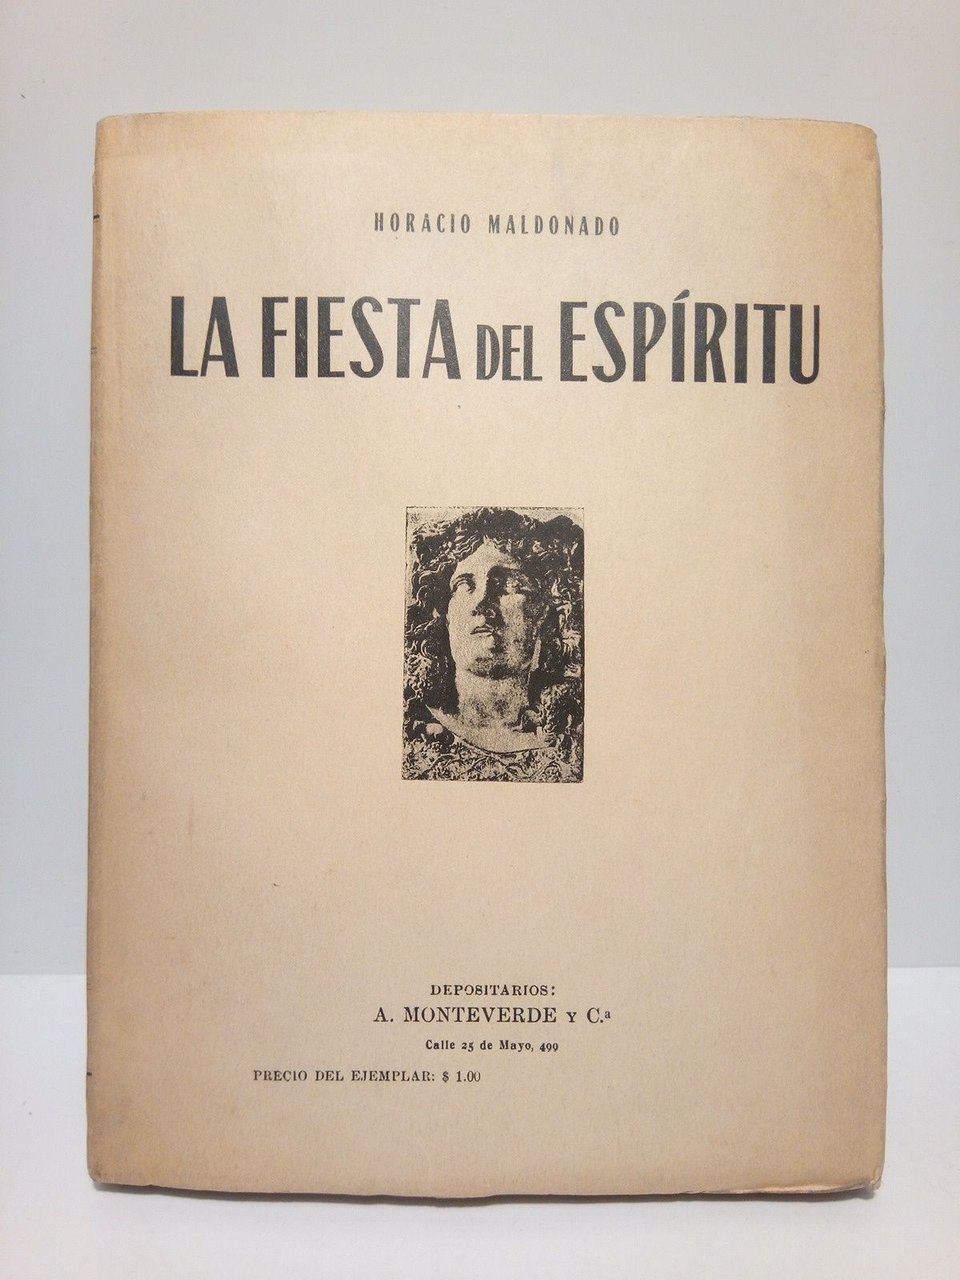 HORACIO MALDONADO
LA FIESTA DEL ESPÍRITU
DEPOSITARIOS:
A. MONTEVERDE Y C.ª
Calle 25 de Mayo, 499
PRECIO DEL EJEMPLAR: $ 1.00